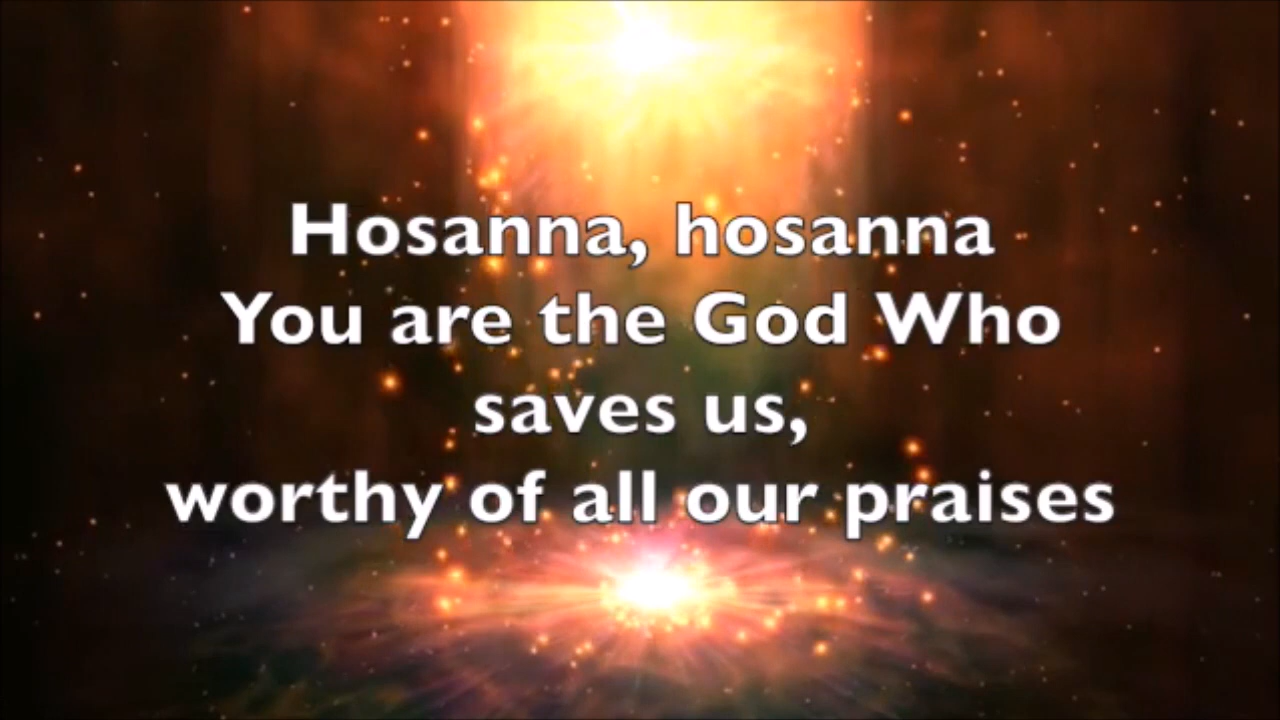 Hosanna, hosanna
You are the God Who
saves us,
worthy of all our praises